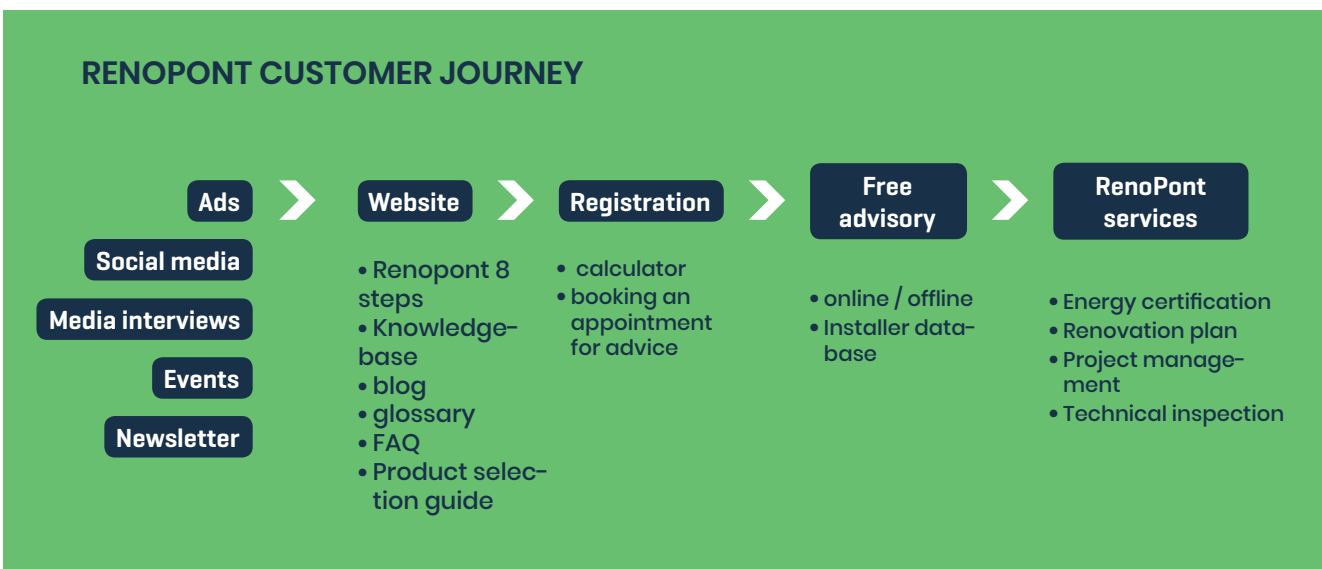 RENOPONT CUSTOMER JOURNEY
Ads
Social media
Media interviews
Events
Newsletter
Website
• Renopont 8
steps
• Knowledge-
base
• blog
• glossary
• FAQ
• Product selec-
tion guide
Registration
• calculator
• booking an
appointment
for advice
Free
advisory
• online / offline
• Installer data-
base
RenoPont
services
• Energy certification
• Renovation plan
• Project manage-
ment
• Technical inspection